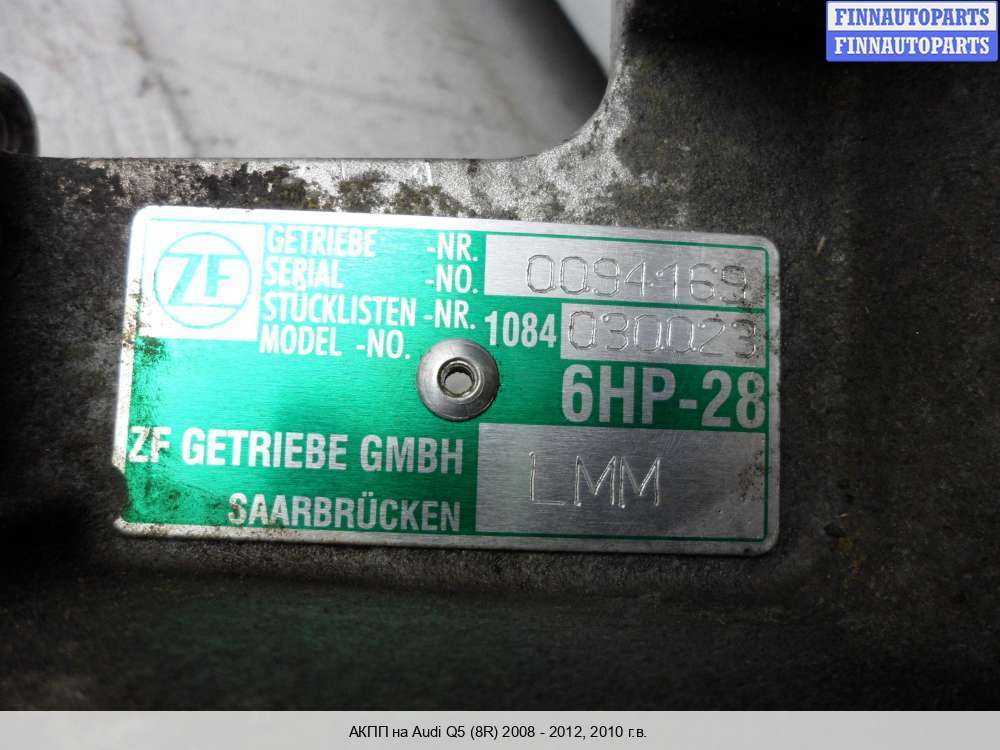 FINNAUTOPARTS
FINNAUTOPARTS
ZF
GETRIEBE -NR.
SERIAL -NO. 0094169
STÜCKLISTEN -NR. 1084 030023
MODEL -NO.
6HP-28
ZF GETRIEBE GMBH
LMM
SAARBRÜCKEN
АКПП на Audi Q5 (8R) 2008 - 2012, 2010 г.в.